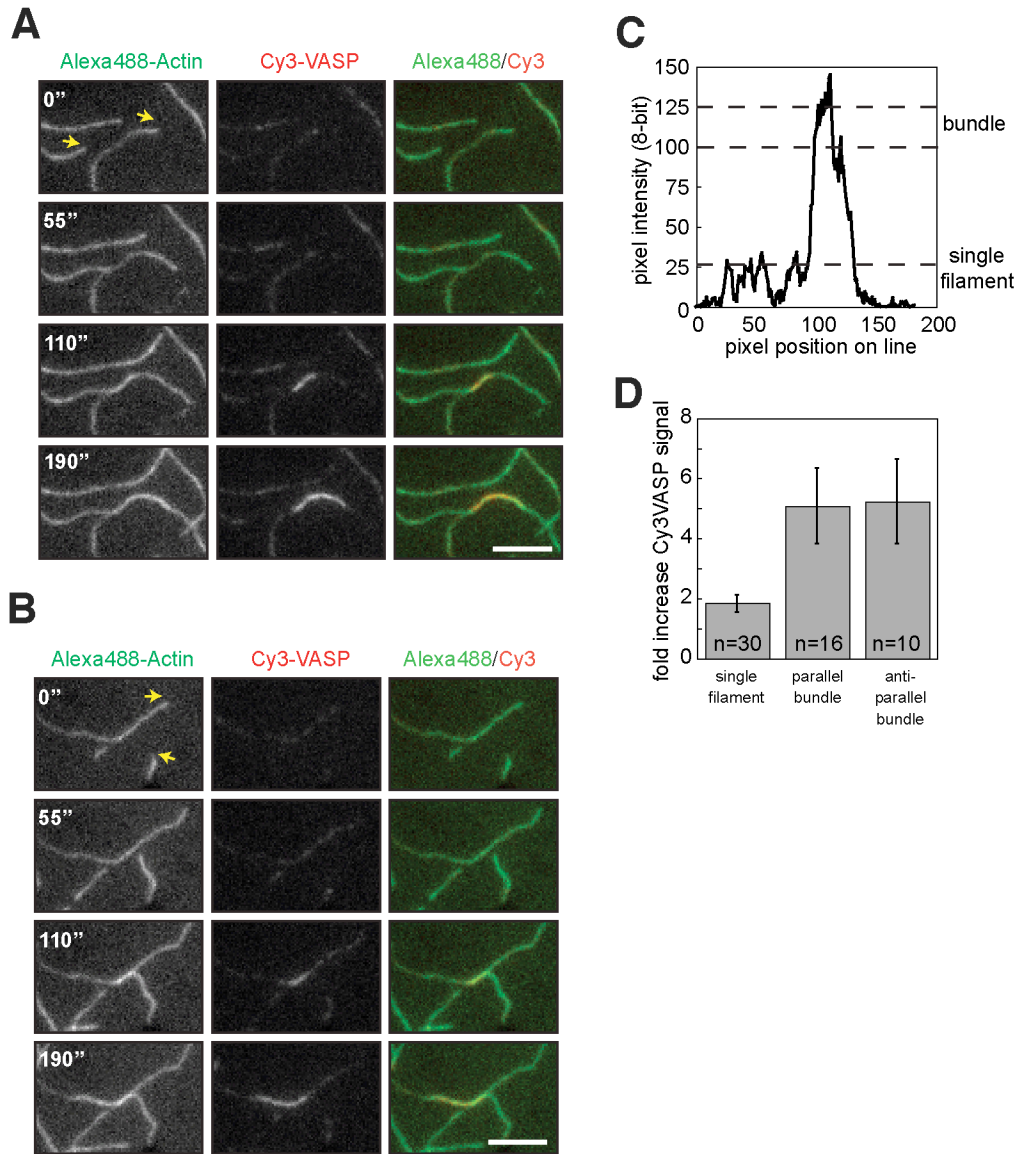 A
Alexa488-Actin
Cy3-VASP
Alexa488/Cy3
0”
55”
110”
190”
B
Alexa488-Actin
Cy3-VASP
Alexa488/Cy3
0”
55”
110”
190”
C
pixel intensity (8-bit)
150
125
100
75
50
25
0
0
50
100
150
200
pixel position on line
bundle
single
filament
D
fold increase Cy3VASP signal
8
6
4
2
0
n=30
n=16
n=10
single
filament
parallel
bundle
anti-
parallel
bundle